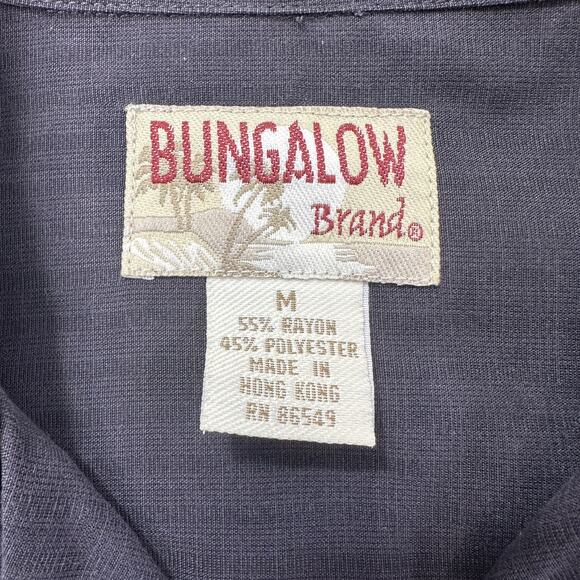 BUNGALOW
Brand®
M
55% RAYON
45% POLYESTER
MADE IN
HONG KONG
RN 86549